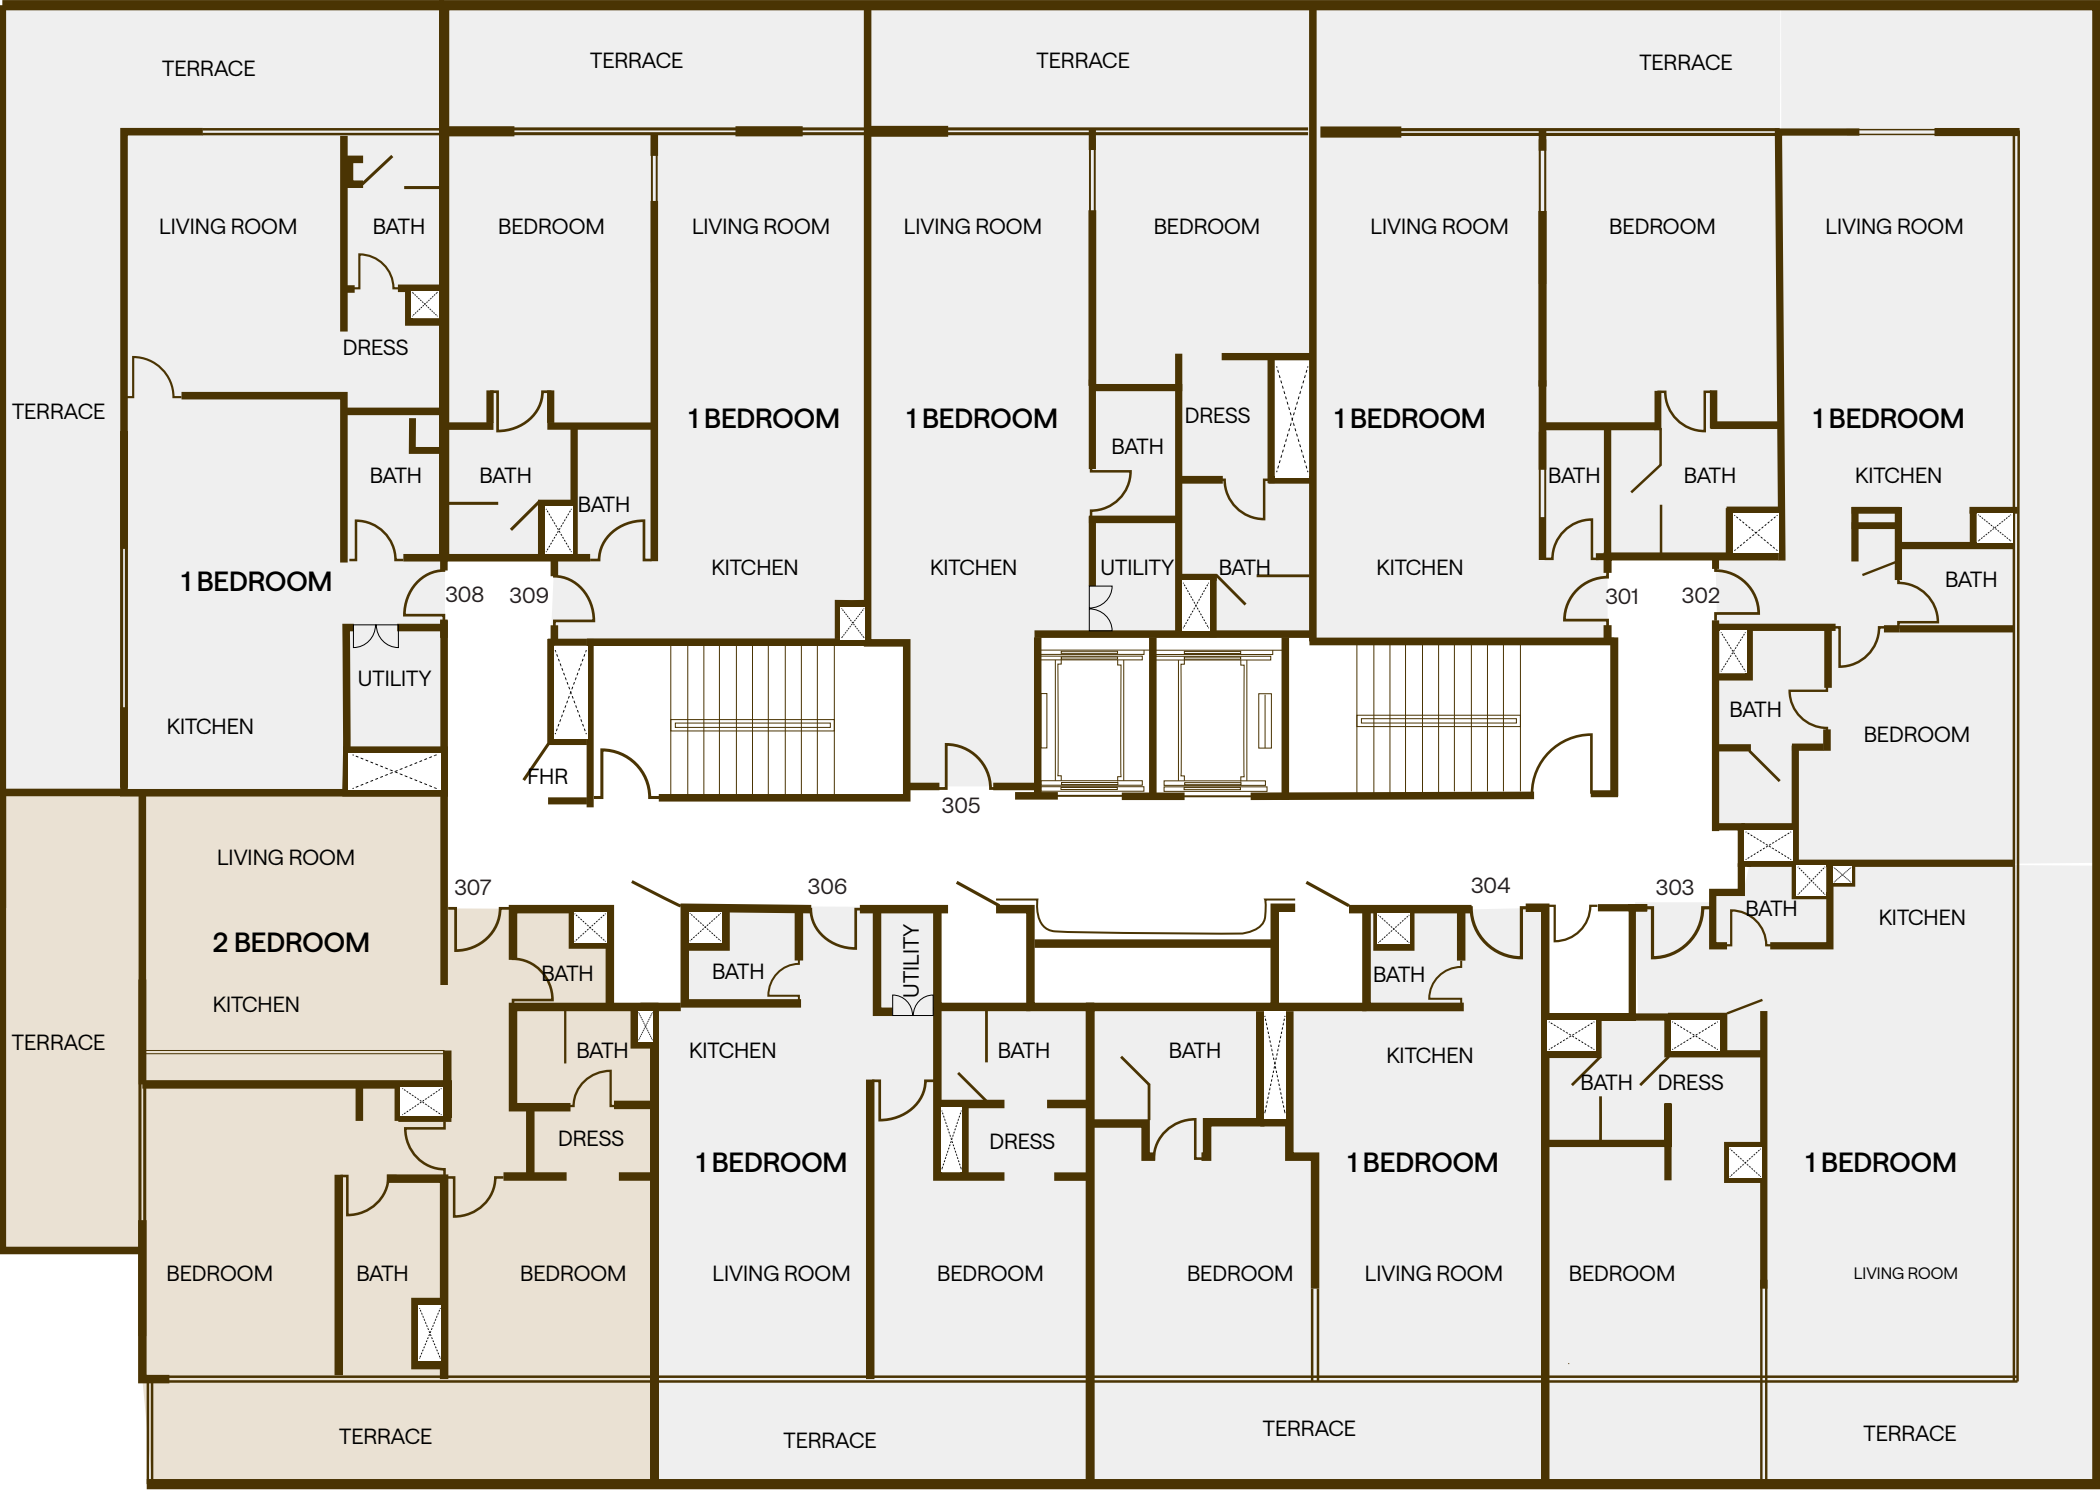 TERRACE
TERRACE
TERRACE
TERRACE
LIVING ROOM
BATH
BEDROOM
LIVING ROOM
LIVING ROOM
BEDROOM
LIVING ROOM
BEDROOM
LIVING ROOM
DRESS
TERRACE
1 BEDROOM
1 BEDROOM
DRESS
1 BEDROOM
1 BEDROOM
BATH
BATH
BATH
BATH
BATH
BATH
KITCHEN
BATH
1 BEDROOM
KITCHEN
KITCHEN
UTILITY
BATH
KITCHEN
BATH
308
309
301
302
UTILITY
KITCHEN
BATH
BEDROOM
FHR
305
LIVING ROOM
307
306
304
303
BATH
KITCHEN
2 BEDROOM
BATH
BATH
UTILITY
BATH
KITCHEN
TERRACE
BATH
KITCHEN
BATH
BATH
KITCHEN
BATH
DRESS
DRESS
DRESS
1 BEDROOM
1 BEDROOM
1 BEDROOM
BEDROOM
BATH
BEDROOM
LIVING ROOM
BEDROOM
BEDROOM
LIVING ROOM
BEDROOM
LIVING ROOM
TERRACE
TERRACE
TERRACE
TERRACE